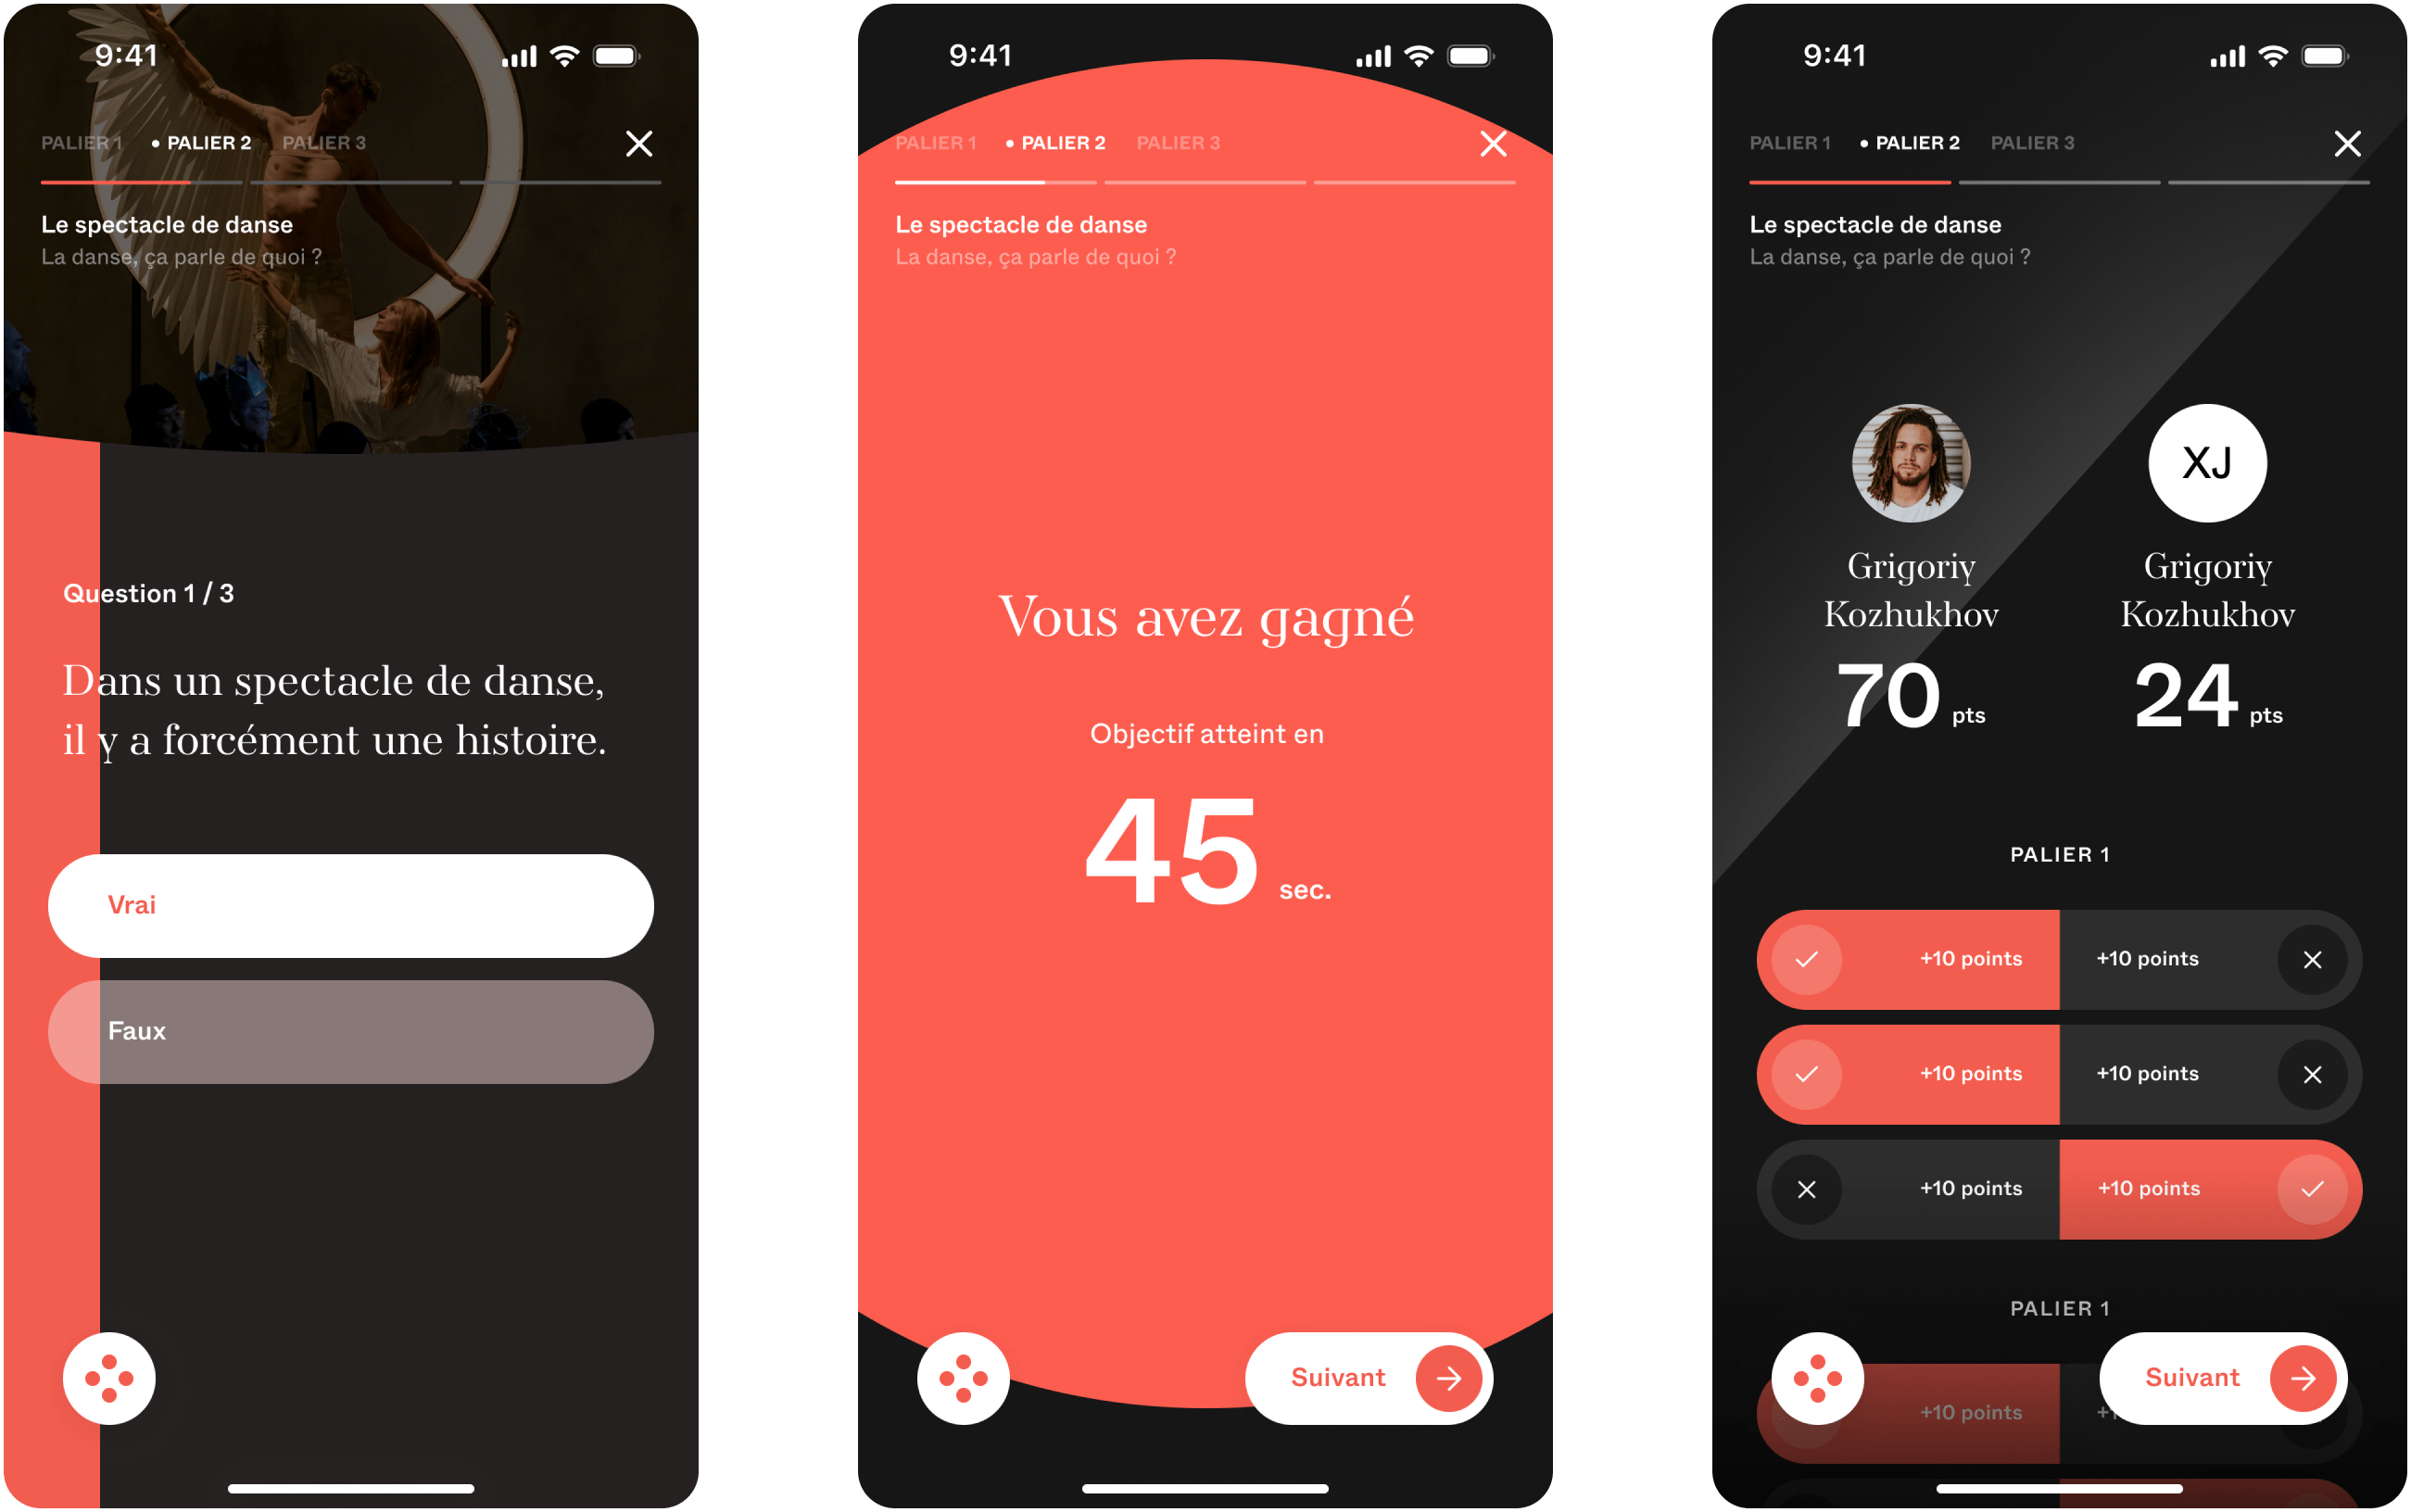 9:41
PALIER 1 • PALIER 2 PALIER 3
Le spectacle de danse
La danse, ça parle de quoi ?
Question 1 / 3
Dans un spectacle de danse,
il y a forcément une histoire.
Vrai
Faux
9:41
PALIER 1 • PALIER 2 PALIER 3
Le spectacle de danse
La danse, ça parle de quoi ?
Vous avez gagné
Objectif atteint en
45 sec.
Suivant
9:41
PALIER 1 • PALIER 2 PALIER 3
Le spectacle de danse
La danse, ça parle de quoi ?
XJ
Grigoriy
Kozhukhov
70 pts
Grigoriy
Kozhukhov
24 pts
PALIER 1
+10 points +10 points
+10 points +10 points
+10 points +10 points
PALIER 1
Suivant
+10 points